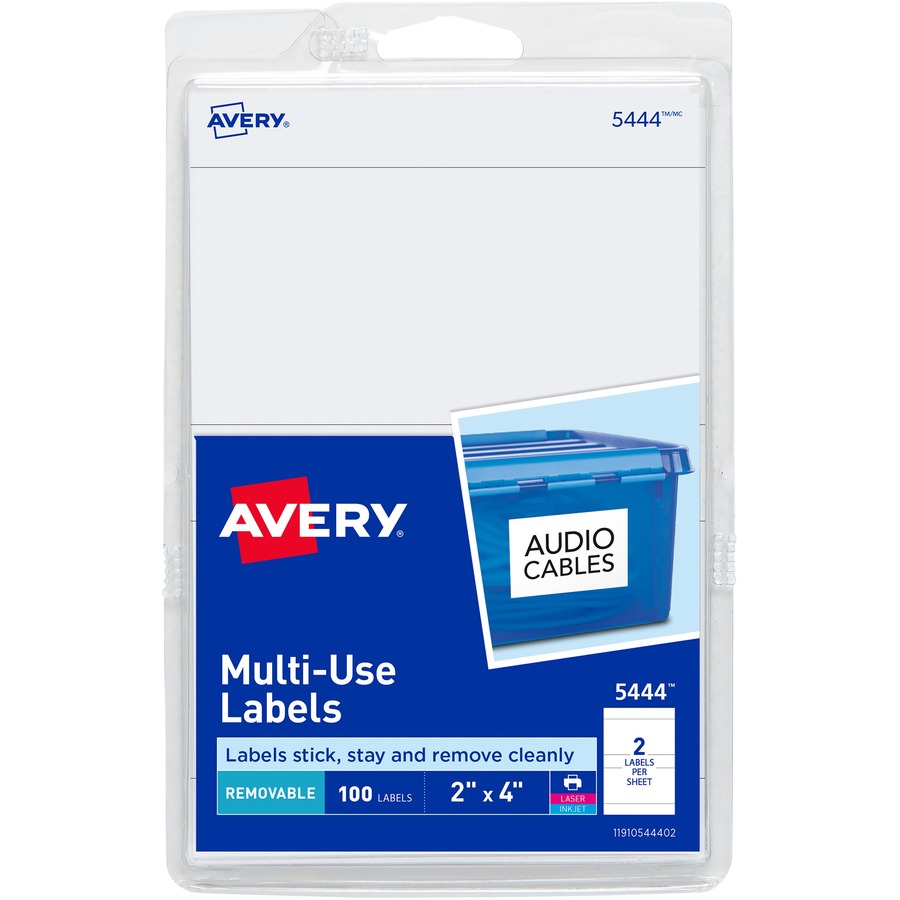 AVERY®
5444™/MC
AVERY®
AUDIO
CABLES
Multi-Use
Labels
5444™
Labels stick, stay and remove cleanly
REMOVABLE
100 LABELS
2" x 4"
LASER
INKJET
2
LABELS
PER
SHEET
11910544402